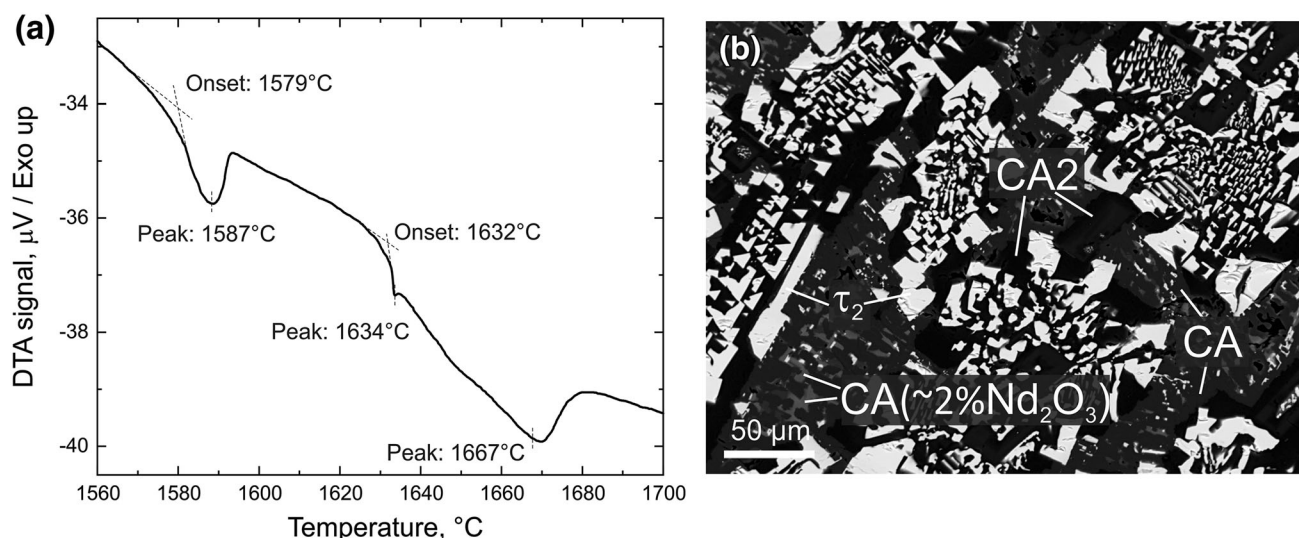 (a)
-34
-36
-38
-40
DTA signal, μV / Exo up
Onset: 1579°C
Peak: 1587°C
Onset: 1632°C
Peak: 1634°C
Peak: 1667°C
1560 1580 1600 1620 1640 1660 1680 1700
Temperature, °C
(b)
CA2
τ₂
CA
CA(~2%Nd₂O₃)
50 μm